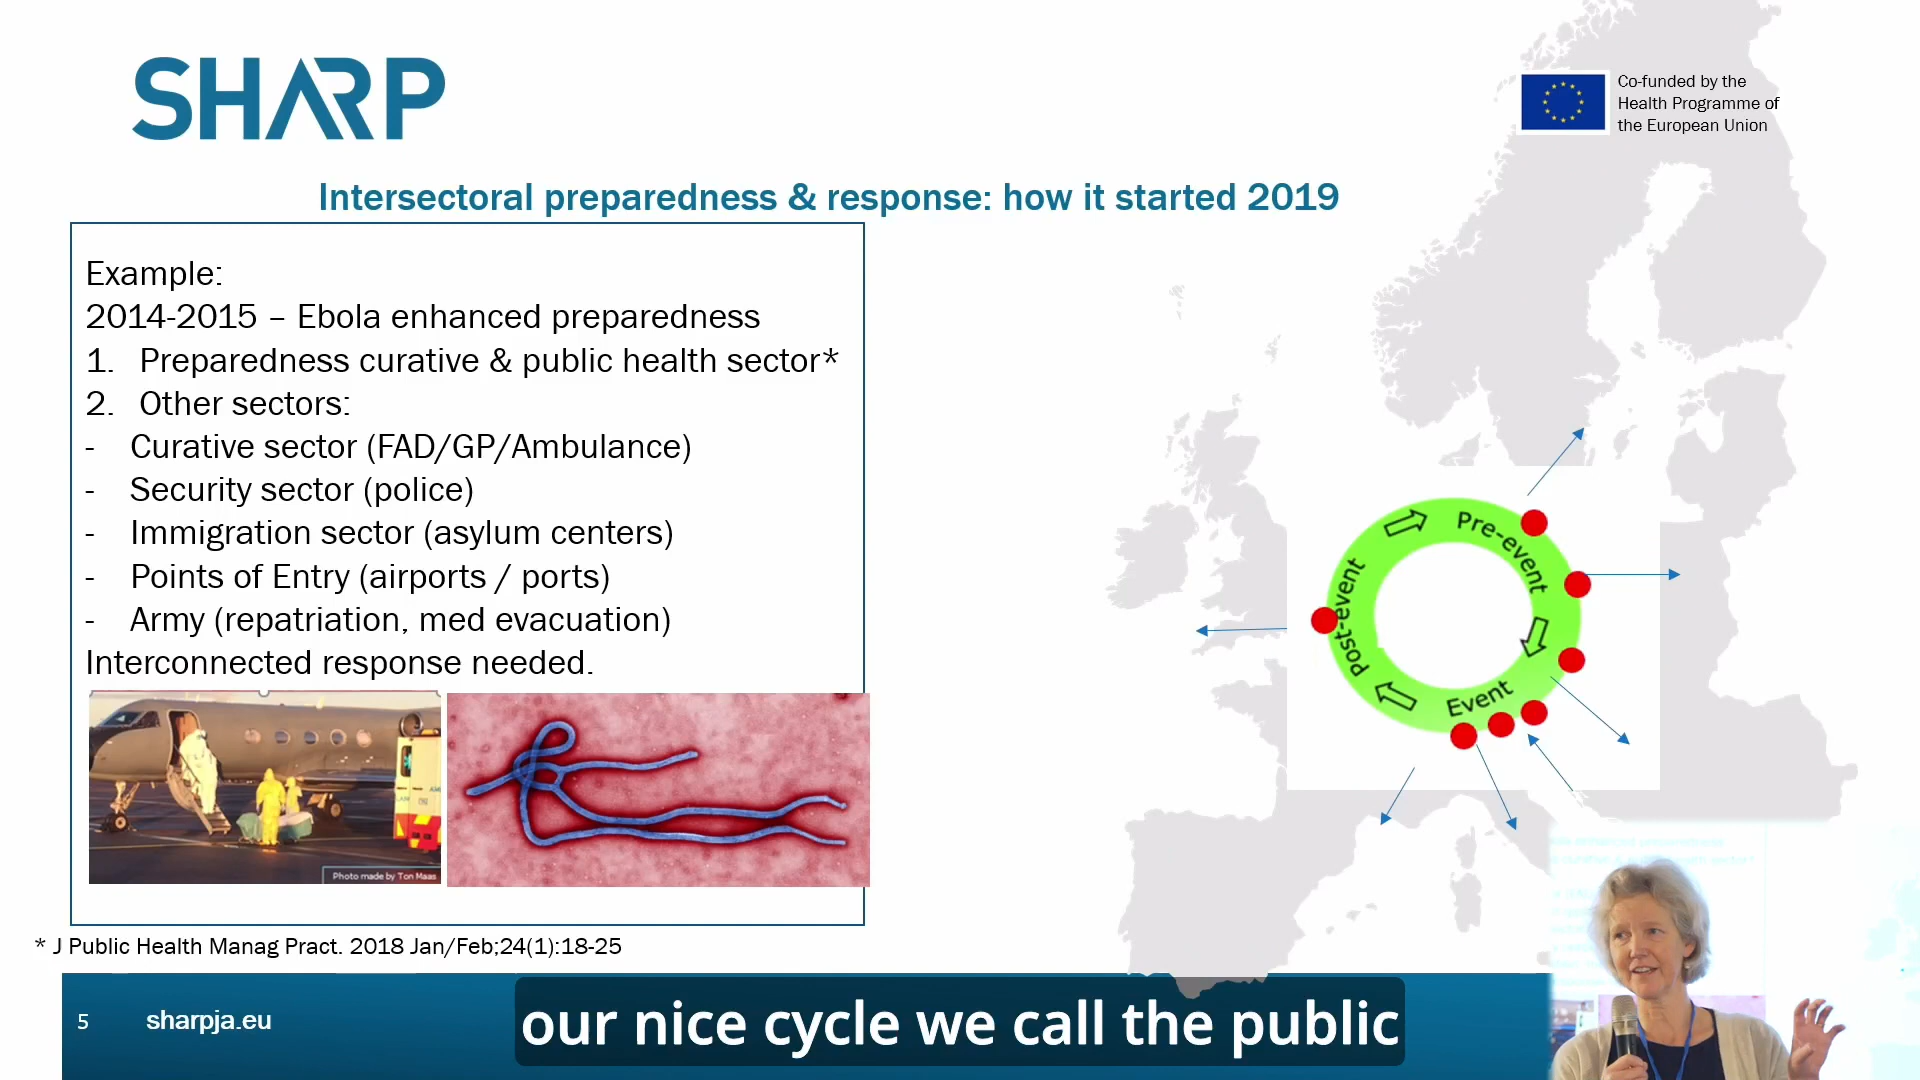 SHARP
Co-funded by the
Health Programme of
the European Union
Intersectoral preparedness & response: how it started 2019
Example:
2014-2015 – Ebola enhanced preparedness
1. Preparedness curative & public health sector*
2. Other sectors:
- Curative sector (FAD/GP/Ambulance)
- Security sector (police)
- Immigration sector (asylum centers)
- Points of Entry (airports / ports)
- Army (repatriation, med evacuation)
Interconnected response needed.
Photo made by Ton Maas
Pre-event
Event
Post-event
* J Public Health Manag Pract. 2018 Jan/Feb;24(1):18-25
5
sharpja.eu
our nice cycle we call the public